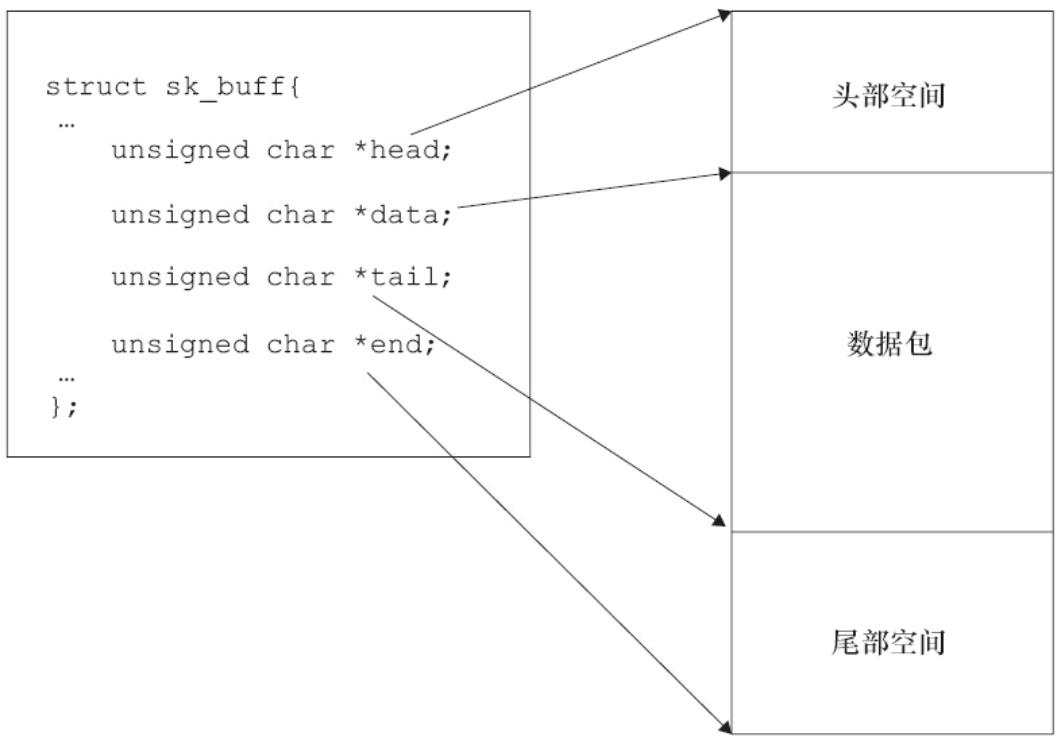 struct sk_buff{
…
unsigned char *head;
unsigned char *data;
unsigned char *tail;
unsigned char *end;
…
};
头部空间
数据包
尾部空间